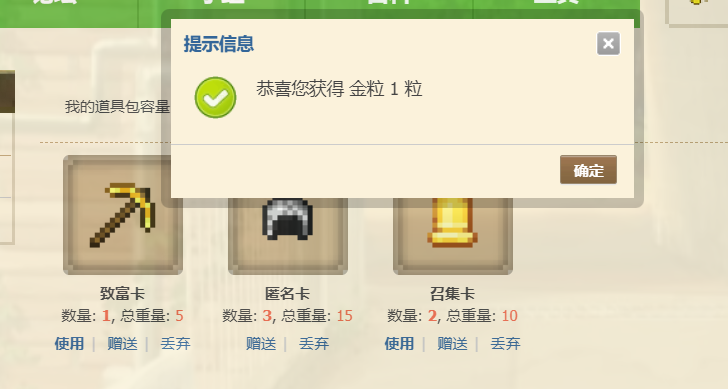 提示信息
恭喜您获得 金粒 1 粒
确定
我的道具包容量
致富卡
数量: 1, 总重量: 5
使用 | 赠送 | 丢弃
匿名卡
数量: 3, 总重量: 15
赠送 | 丢弃
召集卡
数量: 2, 总重量: 10
使用 | 赠送 | 丢弃